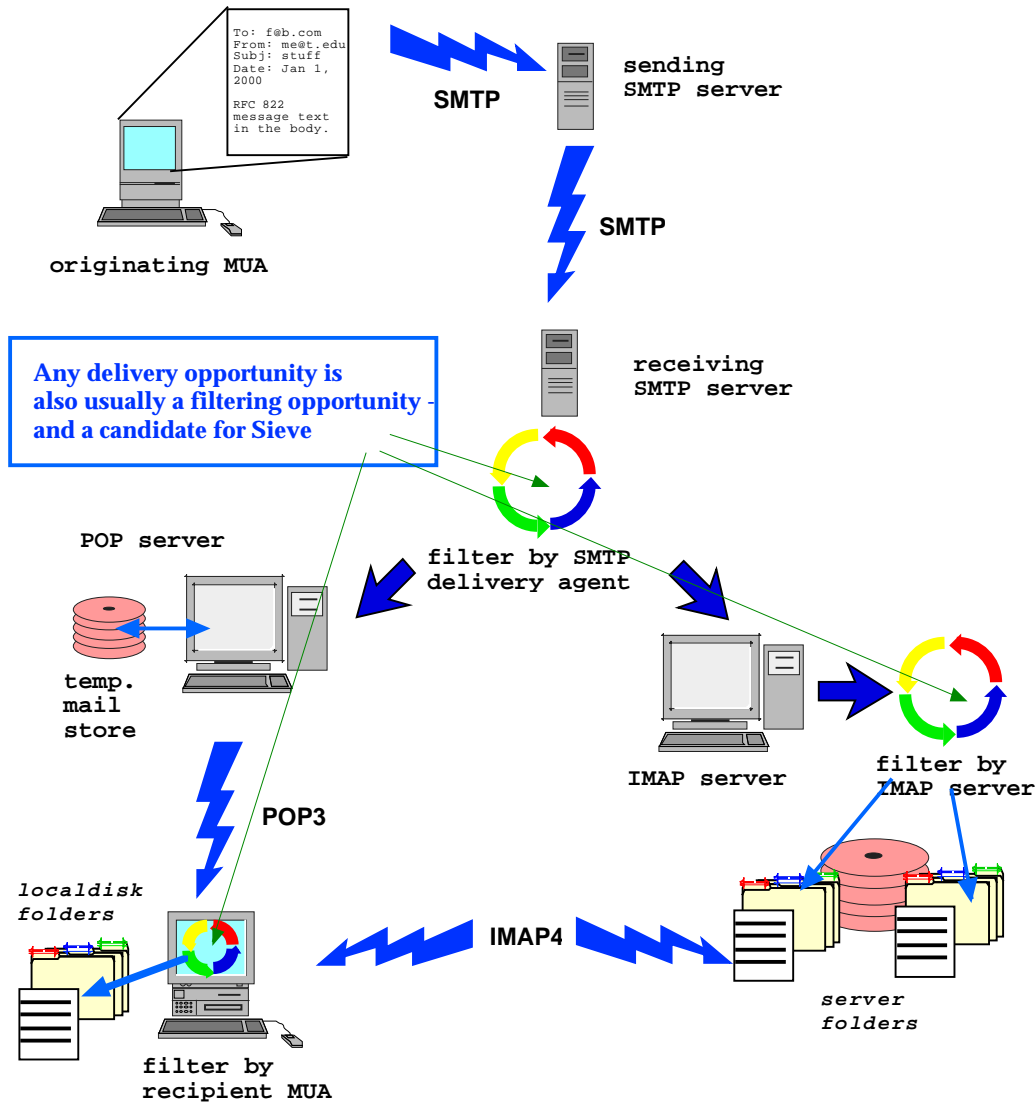 To: f@b.com
From: me@t.edu
Subj: stuff
Date: Jan 1,
2000
RFC 822
message text
in the body.
SMTP
sending
SMTP server
originating MUA
SMTP
receiving
SMTP server
Any delivery opportunity is
also usually a filtering opportunity -
and a candidate for Sieve
filter by SMTP
delivery agent
POP server
temp.
mail
store
IMAP server
filter by
IMAP server
POP3
localdisk
folders
IMAP4
server
folders
filter by
recipient MUA